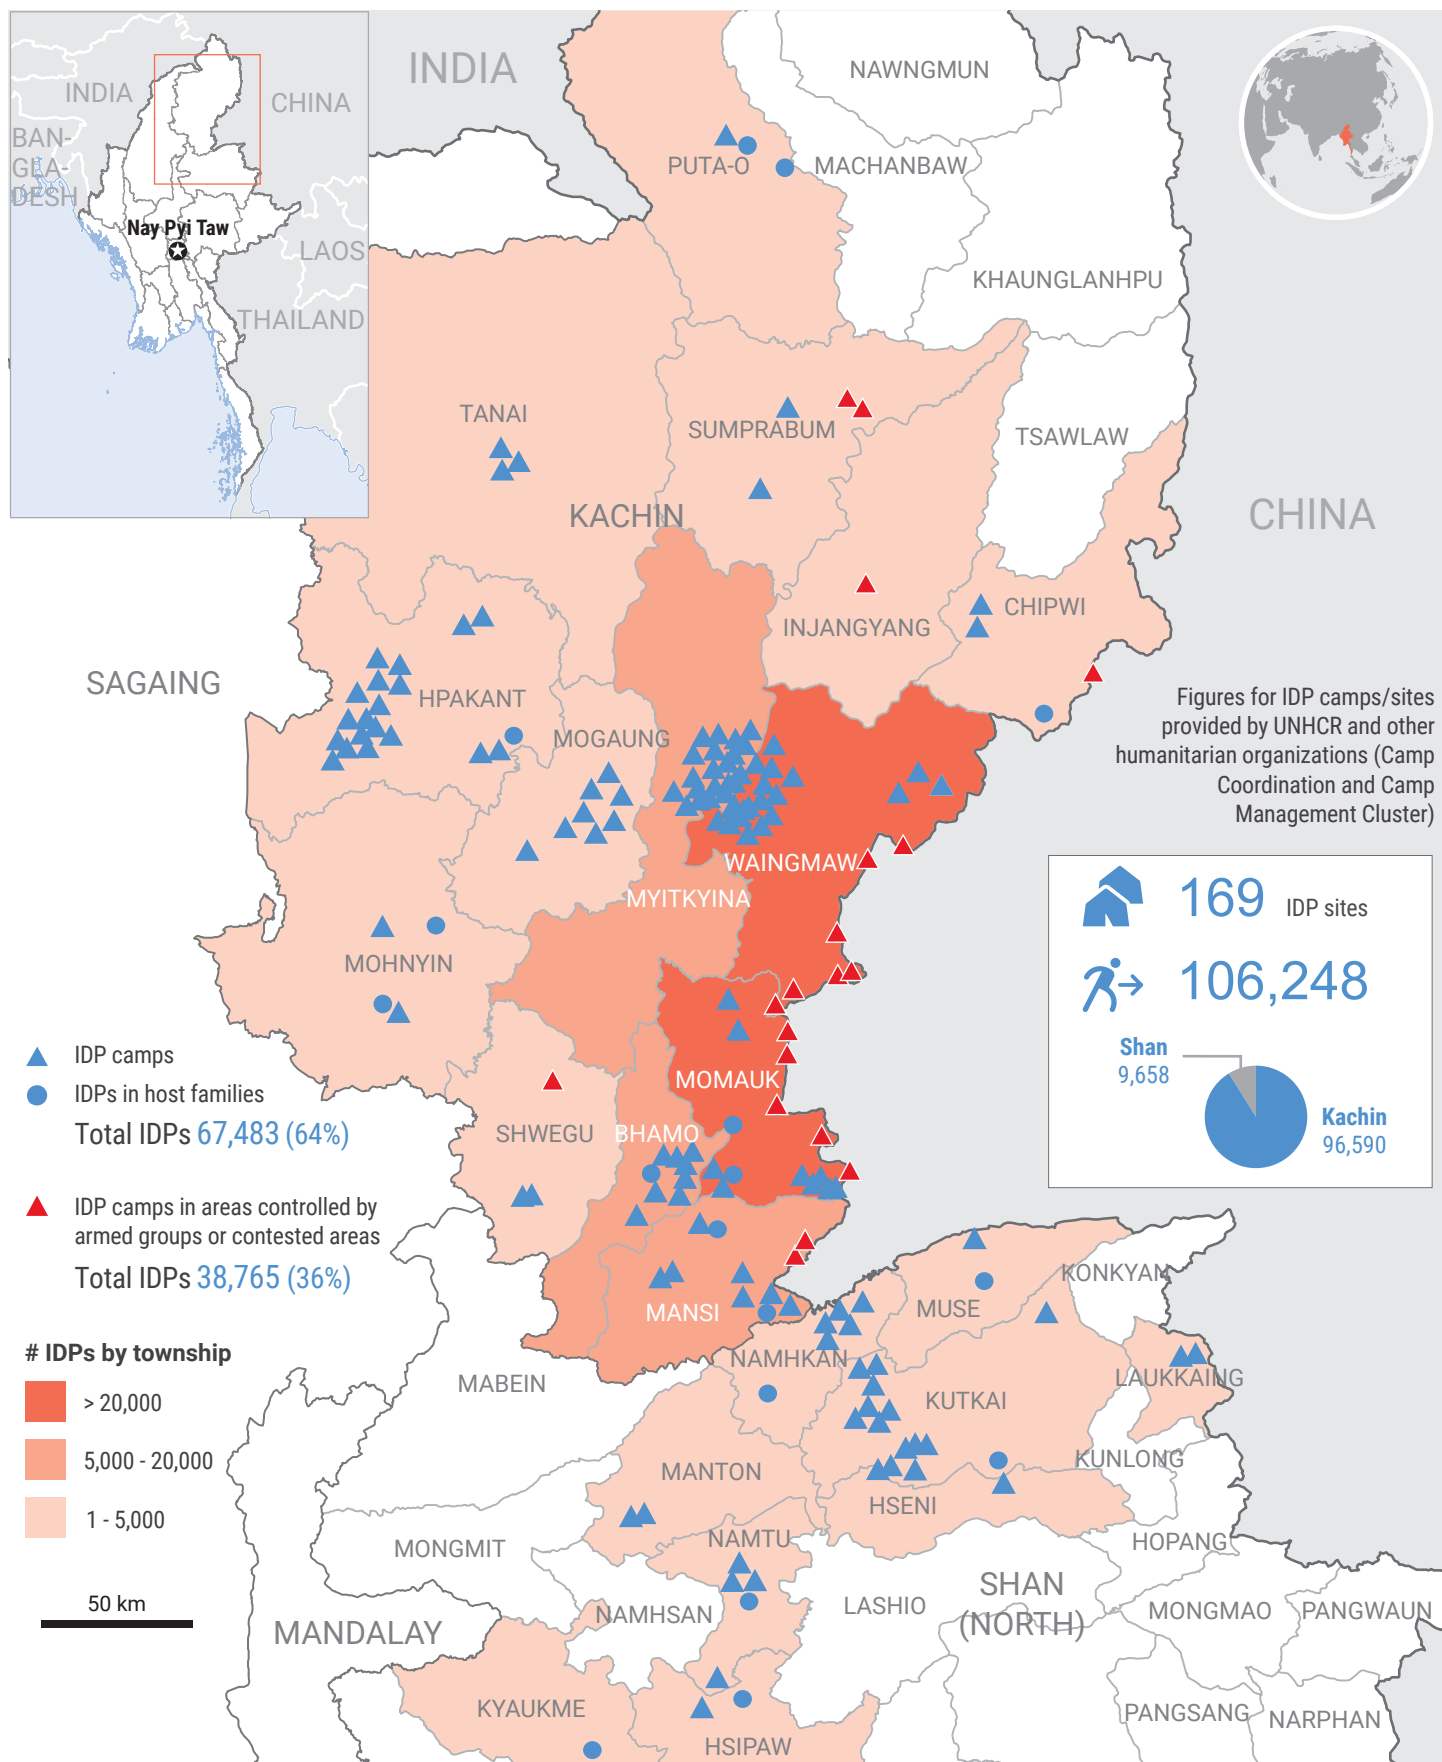 INDIA
CHINA
BAN-
GLA-
DESH
Nay Pyi Taw
LAOS
THAILAND
INDIA
NAWNGMUN
PUTA-O
MACHANBAW
KHAUNGLANHPU
TANAI
SUMPRABUM
TSAWLAW
KACHIN
CHINA
CHIPWI
INJANGYANG
SAGAING
HPAKANT
MOGAUNG
Figures for IDP camps/sites
provided by UNHCR and other
humanitarian organizations (Camp
Coordination and Camp
Management Cluster)
WAINGMAW
MYITKYINA
169 IDP sites
106,248
Shan
9,658
Kachin
96,590
MOHNYIN
MOMAUK
SHWEGU
BHAMO
IDP camps
IDPs in host families
Total IDPs 67,483 (64%)
IDP camps in areas controlled by
armed groups or contested areas
Total IDPs 38,765 (36%)
# IDPs by township
> 20,000
5,000 - 20,000
1 - 5,000
50 km
KONKYAN
MUSE
MANSI
NAMHKAN
MABEIN
LAUKKAING
KUTKAI
KUNLONG
MANTON
HSENI
NAMTU
HOPANG
MONGMIT
SHAN
(NORTH)
NAMHSAN
LASHIO
MONGMAO
PANGWAUN
MANDALAY
KYAUKME
PANGSANG
NARPHAN
HSIPAW